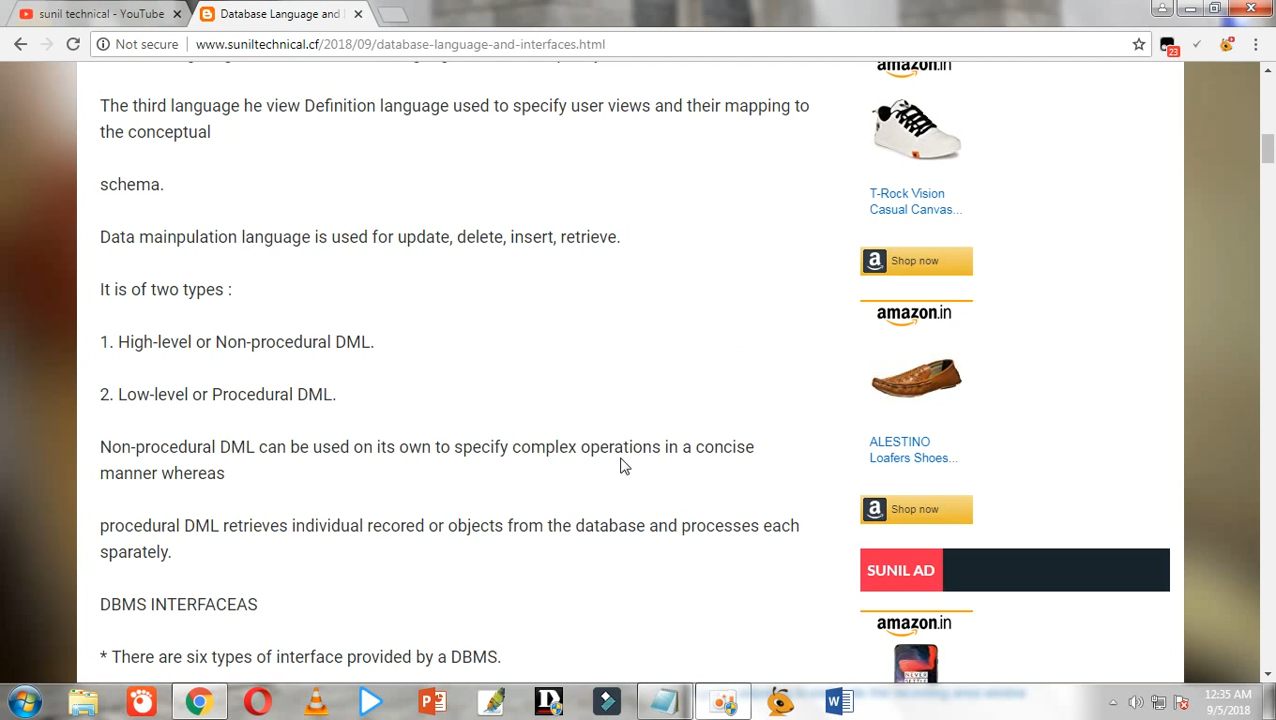 sunil technical - YouTube
Database Language and I
Not secure
www.suniltechnical.cf/2018/09/database-language-and-interfaces.html
23
The third language he view Definition language used to specify user views and their mapping to
the conceptual
schema.
Data mainpulation language is used for update, delete, insert, retrieve.
It is of two types :
1. High-level or Non-procedural DML.
2. Low-level or Procedural DML.
Non-procedural DML can be used on its own to specify complex operations in a concise
manner whereas
procedural DML retrieves individual recored or objects from the database and processes each
sparately.
DBMS INTERFACEAS
* There are six types of interface provided by a DBMS.
amazon.in
T-Rock Vision
Casual Canvas...
Shop now
amazon.in
ALESTINO
Loafers Shoes...
Shop now
SUNIL AD
amazon.in
NEVER
12:35 AM
9/5/2018